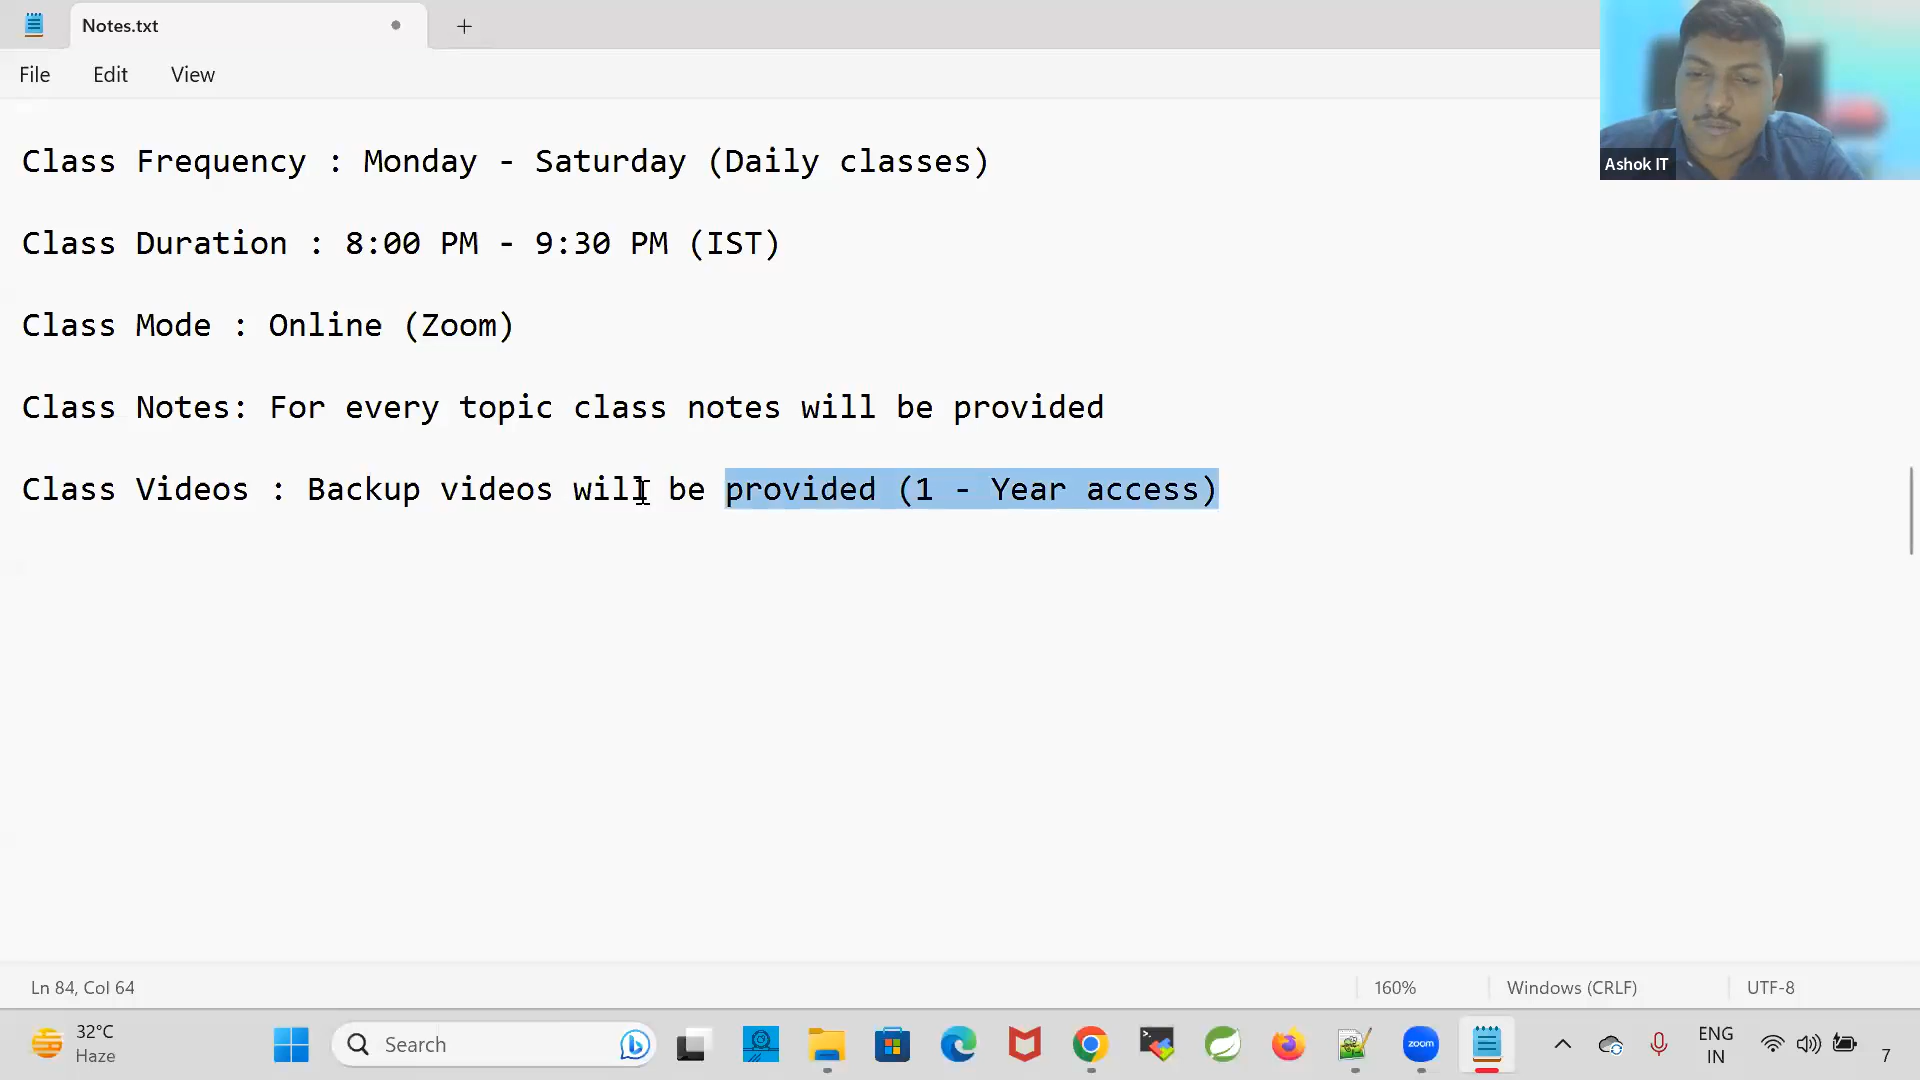 Notes.txt
File Edit View
Class Frequency : Monday - Saturday (Daily classes)
Class Duration : 8:00 PM - 9:30 PM (IST)
Class Mode : Online (Zoom)
Class Notes: For every topic class notes will be provided
Class Videos : Backup videos will be provided (1 - Year access)
Ashok IT
Ln 84, Col 64
160%
Windows (CRLF)
UTF-8
32°C
Haze
Search
zoom
ENG
IN
7